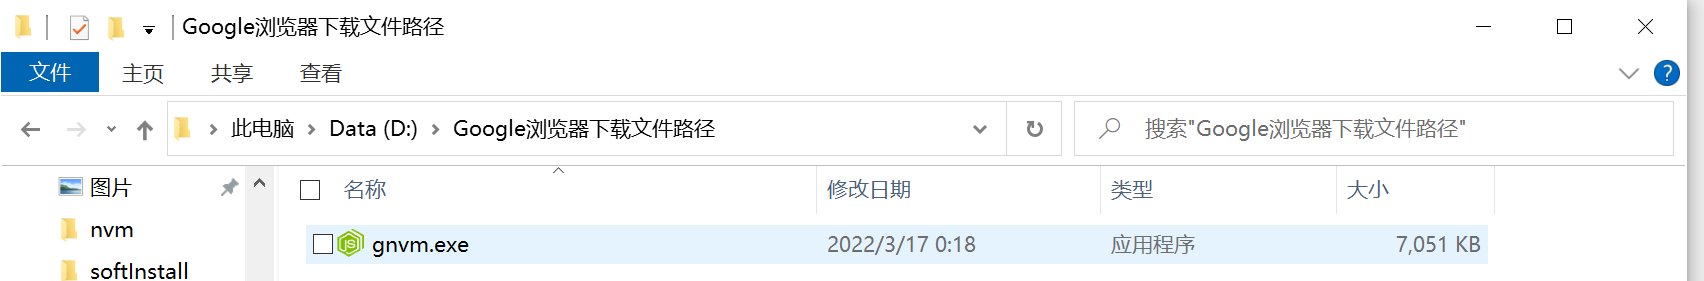 Google浏览器下载文件路径
文件 主页 共享 查看
此电脑 Data (D:) Google浏览器下载文件路径 搜索"Google浏览器下载文件路径"
图片 名称 修改日期 类型 大小
nvm
gnvm.exe 2022/3/17 0:18 应用程序 7,051 KB
softInstall